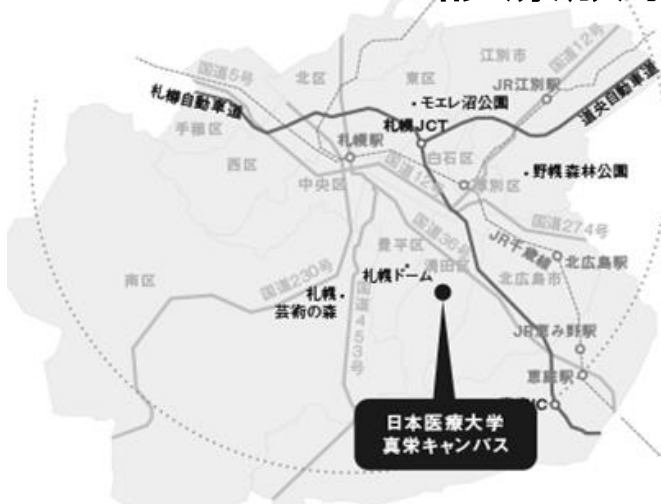 国道12号
江別市
国道5号
北区
東区
JR江別駅
道央自動車道
札樽自動車道
モエレ沼公園
手稲区
札幌JCT
札幌駅
白石区
西区
野幌森林公園
中央区
国道12号
厚別区
国道274号
豊平区
国道36号
JR千歳線
清田区
北広島駅
札幌ドーム
国道230号
北広島市
南区
札幌
芸術の森
国道453号
JR恵み野駅
恵庭駅
日本医療大学
真栄キャンパス